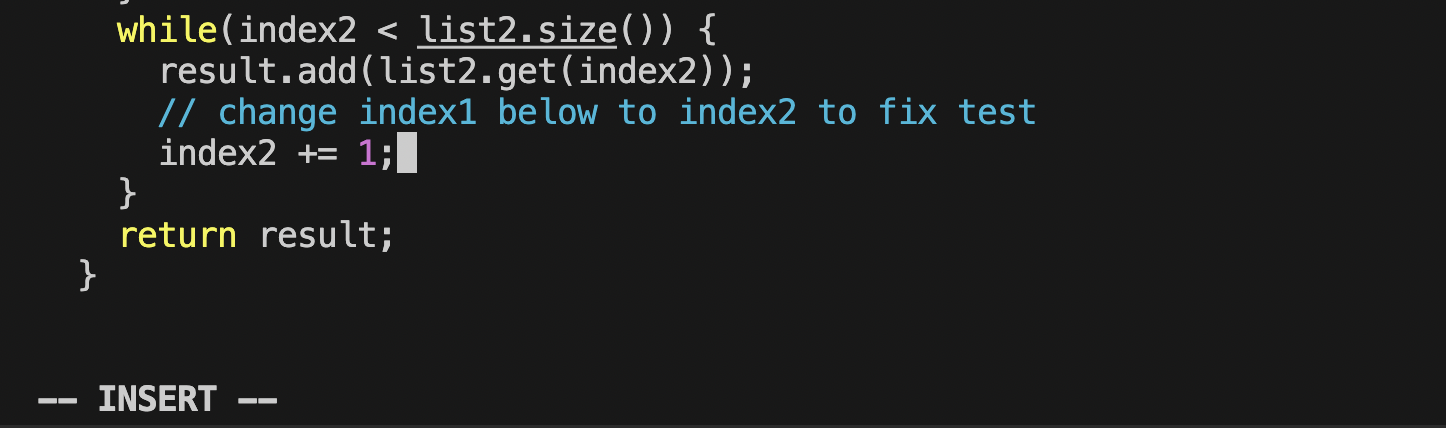 }
while(index2 < list2.size()) {
result.add(list2.get(index2));
// change index1 below to index2 to fix test
index2 += 1;
}
return result;
}
-- INSERT --